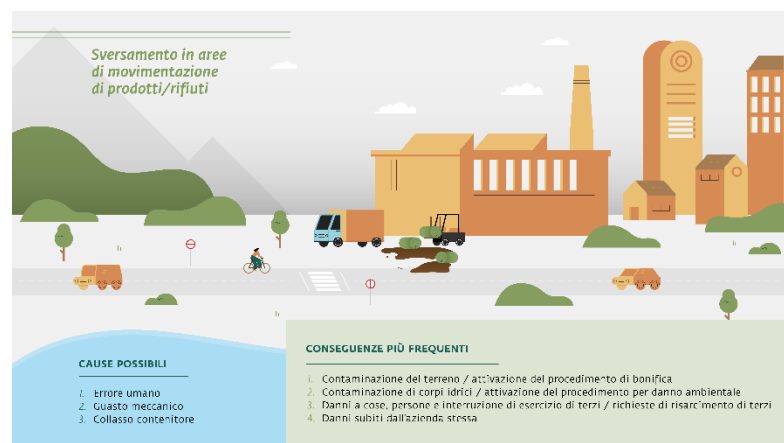 Sversamento in aree
di movimentazione
di prodotti/rifiuti
CAUSE POSSIBILI
1. Errore umano
2. Guasto meccanico
3. Collasso contenitore
CONSEGUENZE PIÙ FREQUENTI
1. Contaminazione del terreno / attivazione del procedimento di bonifica
2. Contaminazione di corpi idrici / attivazione del procedimento per danno ambientale
3. Danni a cose, persone e interruzione di esercizio di terzi / richieste di risarcimento di terzi
4. Danni subiti dall'azienda stessa